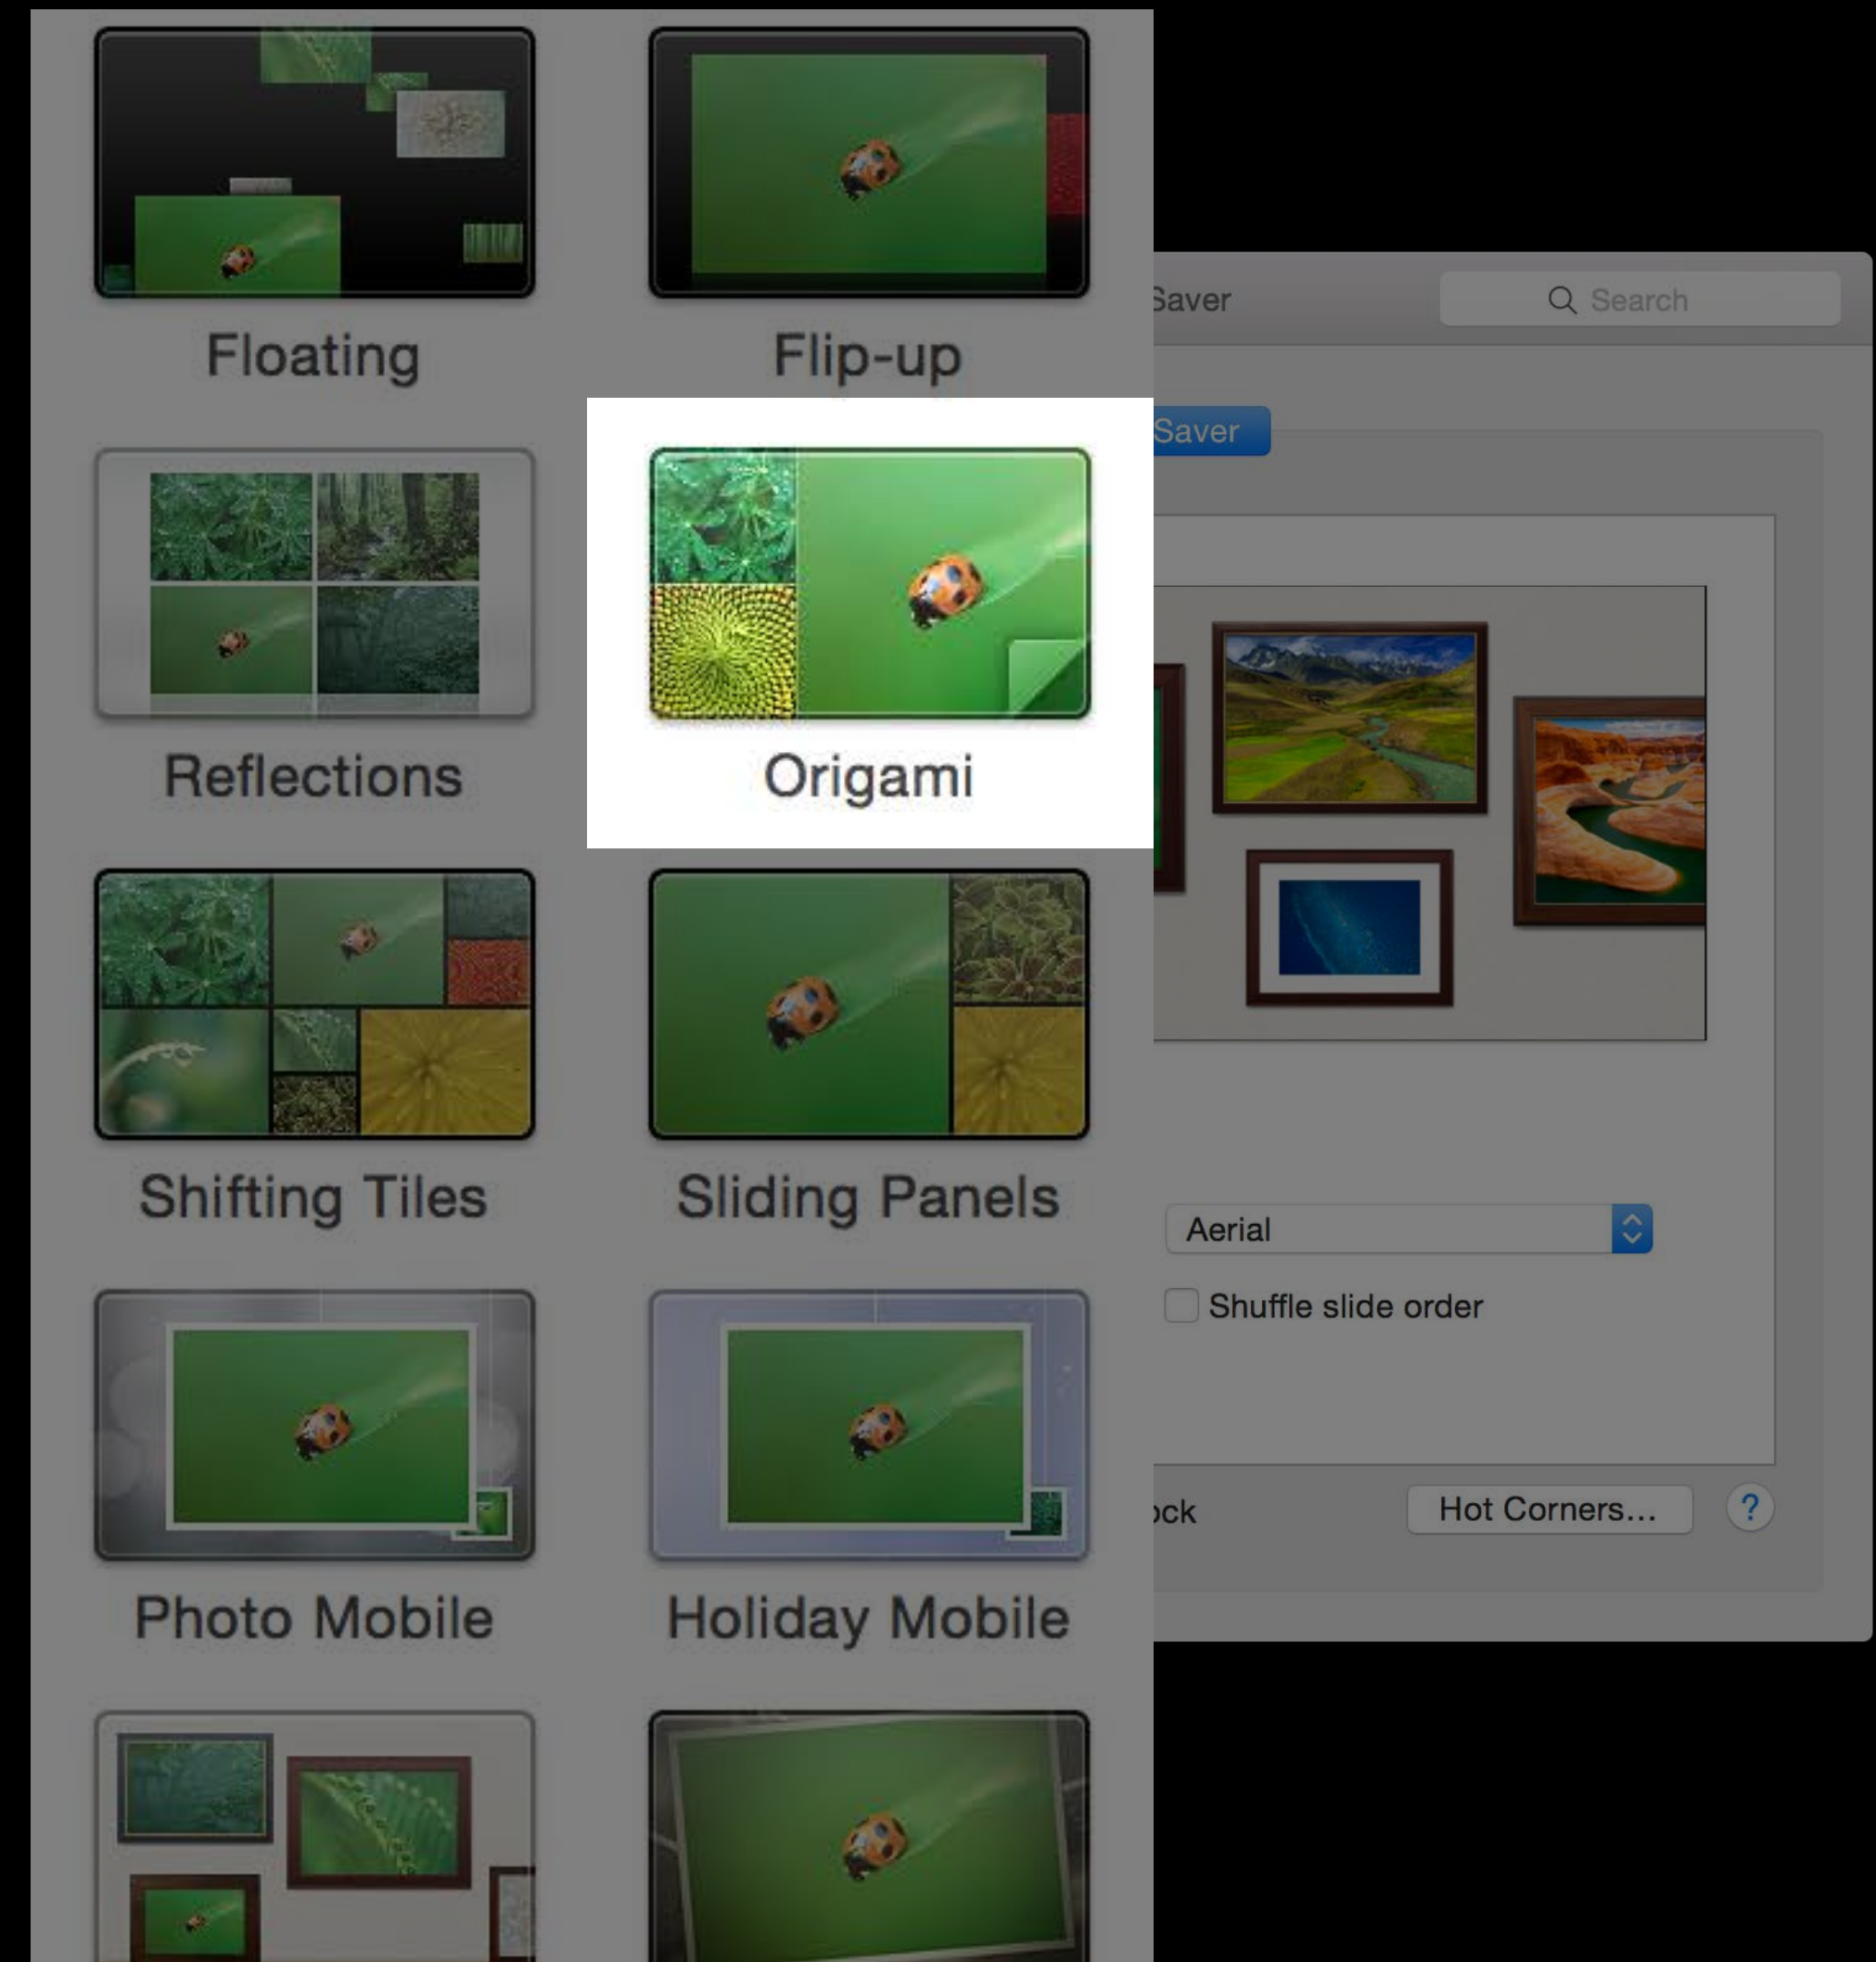 Floating
Flip-up
Reflections
Origami
Shifting Tiles
Sliding Panels
Photo Mobile
Holiday Mobile
Saver
Search
Saver
Aerial
Shuffle slide order
Hot Corners...
?